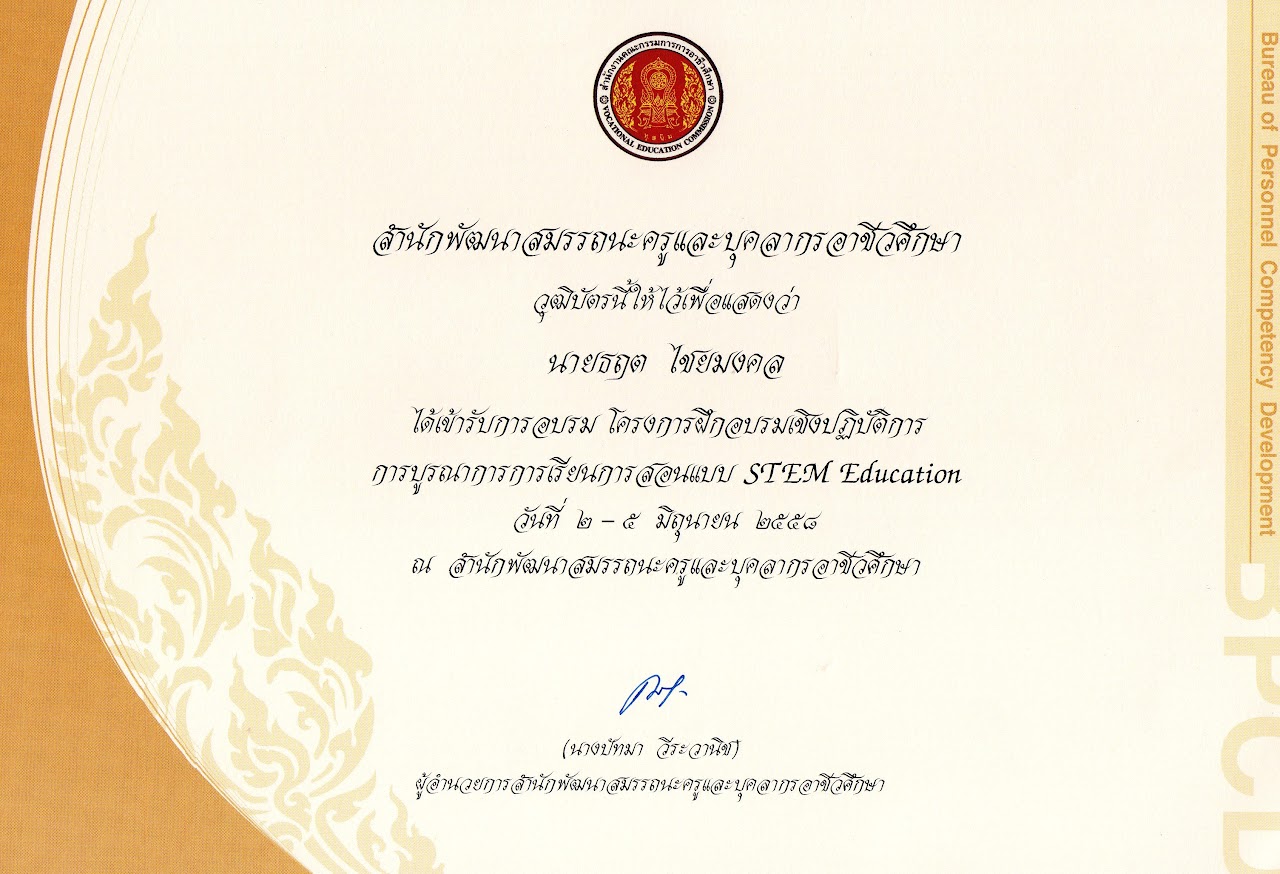 สำนักงานคณะกรรมการการอาชีวศึกษา
VOCATIONAL EDUCATION COMMISSION
สำนักพัฒนาสมรรถนะครูและบุคลากรอาชีวศึกษา
วุฒิบัตรนี้ให้ไว้เพื่อแสดงว่า
นายธฤต ไชยมงคล
ได้เข้ารับการอบรม โครงการฝึกอบรมเชิงปฏิบัติการ
การบูรณาการการเรียนการสอนแบบ STEM Education
วันที่ ๒ – ๕ มิถุนายน ๒๕๕๘
ณ สำนักพัฒนาสมรรถนะครูและบุคลากรอาชีวศึกษา
(นางปัทมา วีระวานิช)
ผู้อำนวยการสำนักพัฒนาสมรรถนะครูและบุคลากรอาชีวศึกษา
Bureau of Personnel Competency Development
BPCD